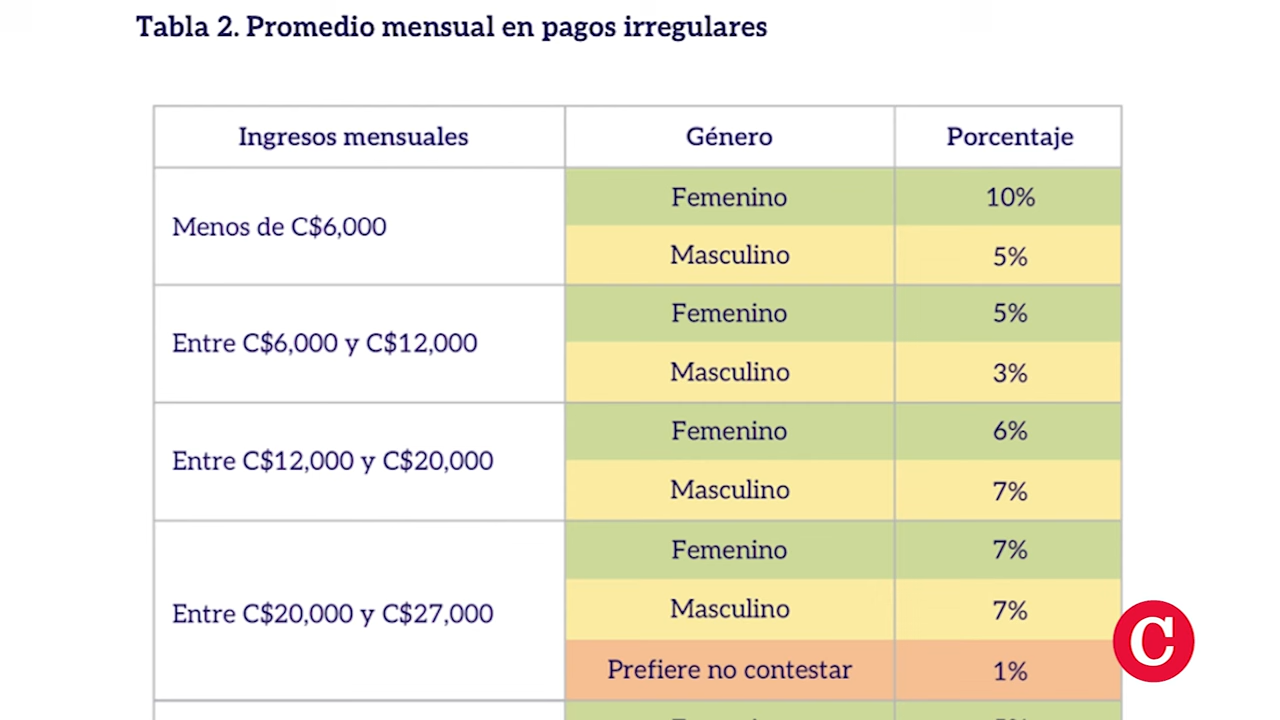 Tabla 2. Promedio mensual en pagos irregulares
Ingresos mensuales Género Porcentaje
Menos de C$6,000
Femenino 10%
Masculino 5%
Entre C$6,000 y C$12,000
Femenino 5%
Masculino 3%
Entre C$12,000 y C$20,000
Femenino 6%
Masculino 7%
Entre C$20,000 y C$27,000
Femenino 7%
Masculino 7%
Prefiere no contestar 1%
C